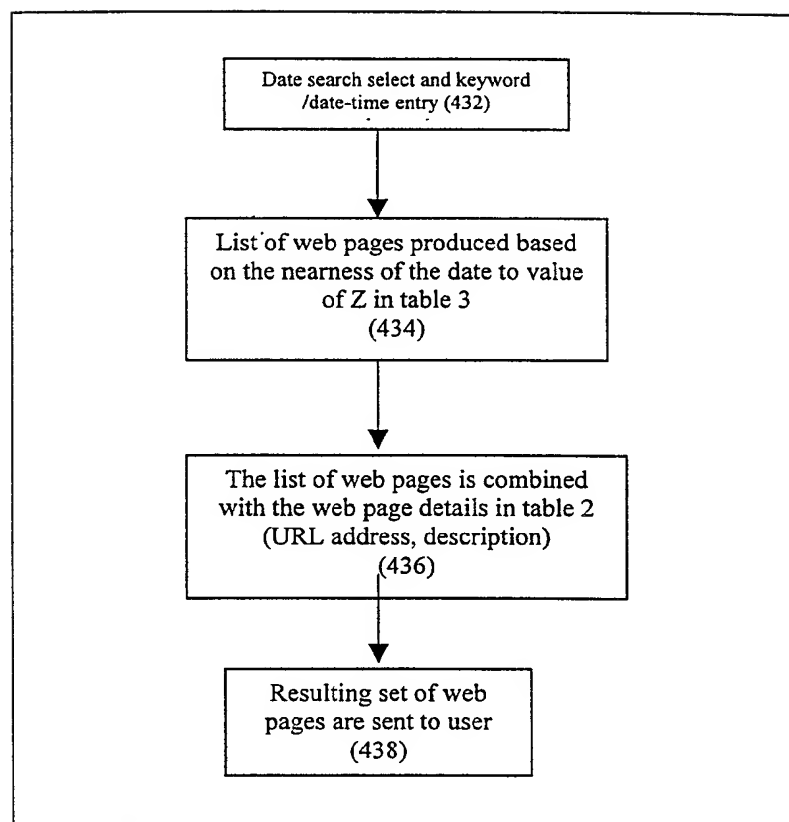 Date search select and keyword
/date-time entry (432)
List of web pages produced based
on the nearness of the date to value
of Z in table 3
(434)
The list of web pages is combined
with the web page details in table 2
(URL address, description)
(436)
Resulting set of web
pages are sent to user
(438)